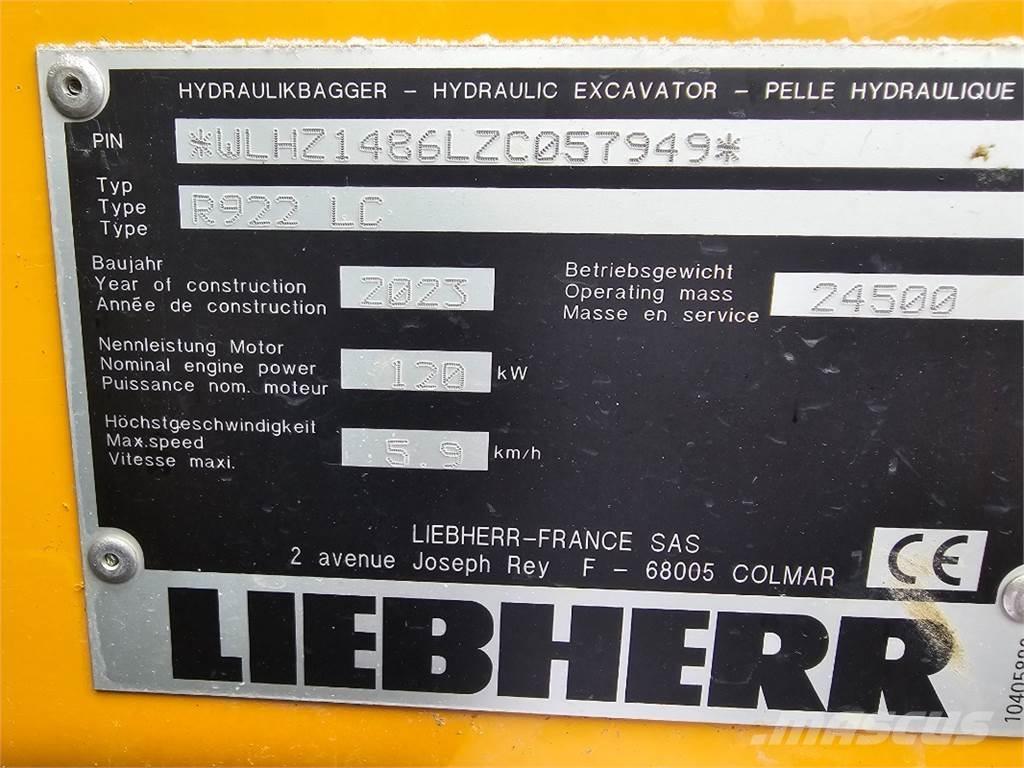 HYDRAULIKBAGGER – HYDRAULIC EXCAVATOR – PELLE HYDRAULIQUE
PIN *WLHZ1486LZC057949*
Typ
Type R922 LC
Type
Baujahr
Year of construction 2023
Année de construction
Betriebsgewicht
Operating mass 24500
Masse en service
Nennleistung Motor
Nominal engine power 120 kW
Puissance nom. moteur
Höchstgeschwindigkeit
Max.speed 5.9 km/h
Vitesse maxi.
LIEBHERR–FRANCE SAS
2 avenue Joseph Rey F – 68005 COLMAR
CE
LIEBHERR
MASCUS